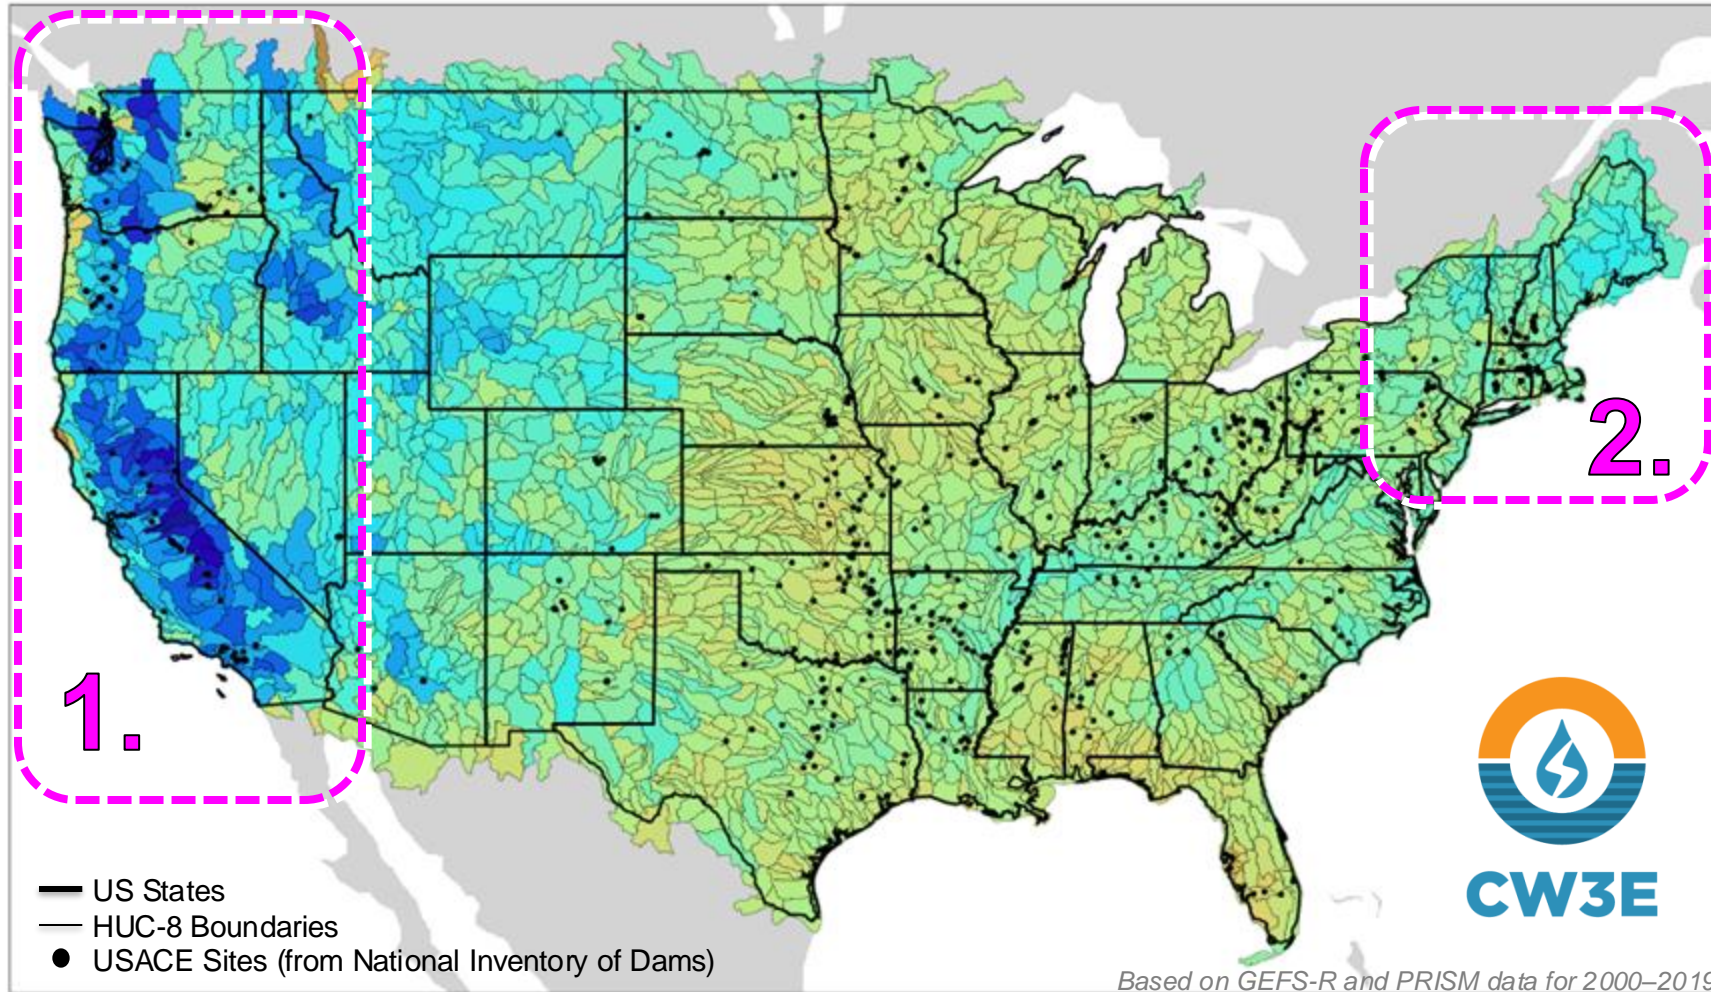 1.
2.
CW3E
US States
HUC-8 Boundaries
USACE Sites (from National Inventory of Dams)
Based on GEFS-R and PRISM data for 2000–2019